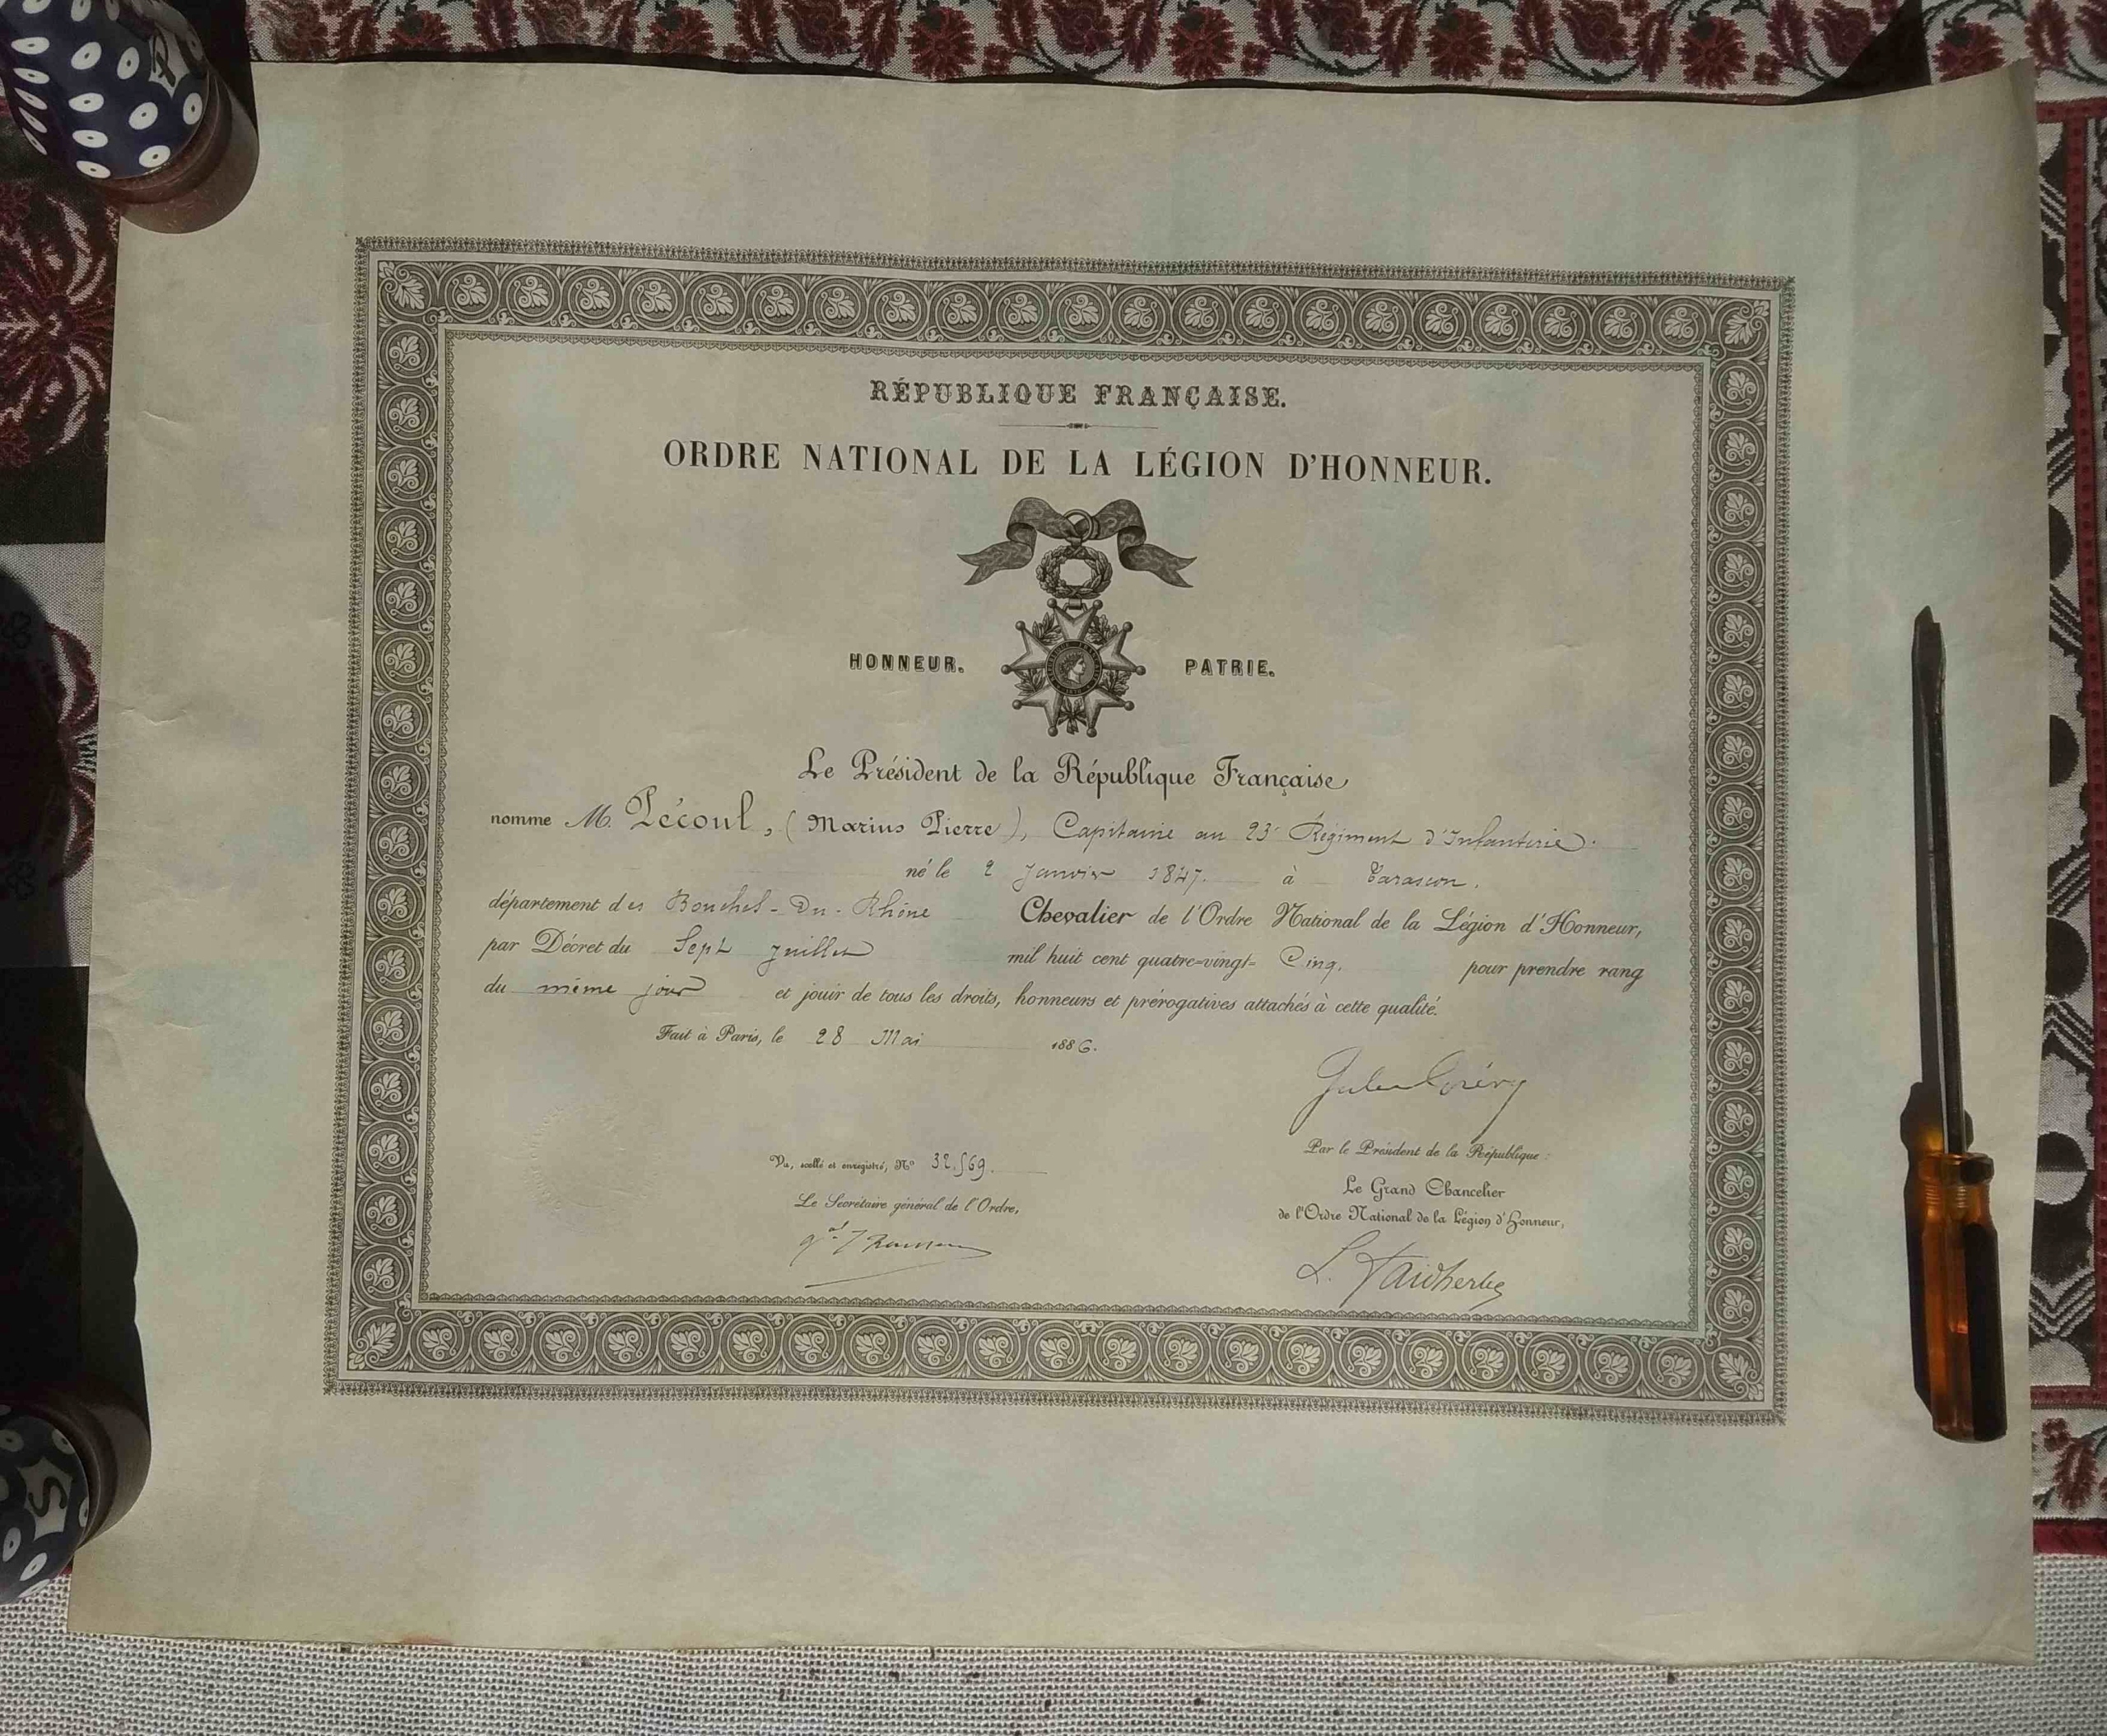 RÉPUBLIQUE FRANÇAISE.
ORDRE NATIONAL DE LA LÉGION D'HONNEUR.
HONNEUR. PATRIE.
Le Président de la République Française
nomme M. Pécoul, (Marius Pierre), Capitaine au 23e Régiment d'Infanterie.
né le 2 Janvier 1847. à Tarascon.
département des Bouches-Du-Rhône Chevalier de l'Ordre National de la Légion d'Honneur,
par Décret du Sept Juillet mil huit cent quatre-vingt- Cinq. pour prendre rang
du même jour et jouir de tous les droits, honneurs et prérogatives attachés à cette qualité.
Fait à Paris, le 28 Mai 1886.
Jules Grévy
Par le Président de la République:
Vu, scellé et enregistré, No 32.569.
Le Grand Chancelier
Le Secrétaire général de l'Ordre,
de l'Ordre National de la Légion d'Honneur,
L. Faidherbe
P
S